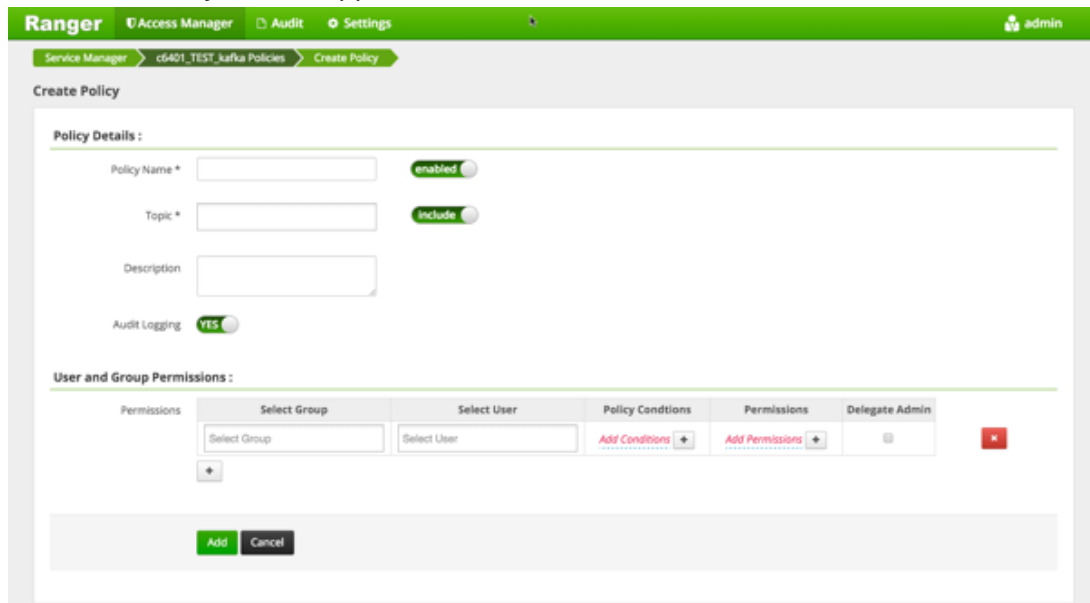 Ranger Access Manager Audit Settings admin
Service Manager c6401_TEST_kafka Policies Create Policy
Create Policy
Policy Details :
Policy Name * enabled
Topic * include
Description
Audit Logging YES
User and Group Permissions :
Permissions Select Group Select User Policy Condtions Permissions Delegate Admin
Select Group Select User Add Conditions + Add Permissions +
+
Add Cancel